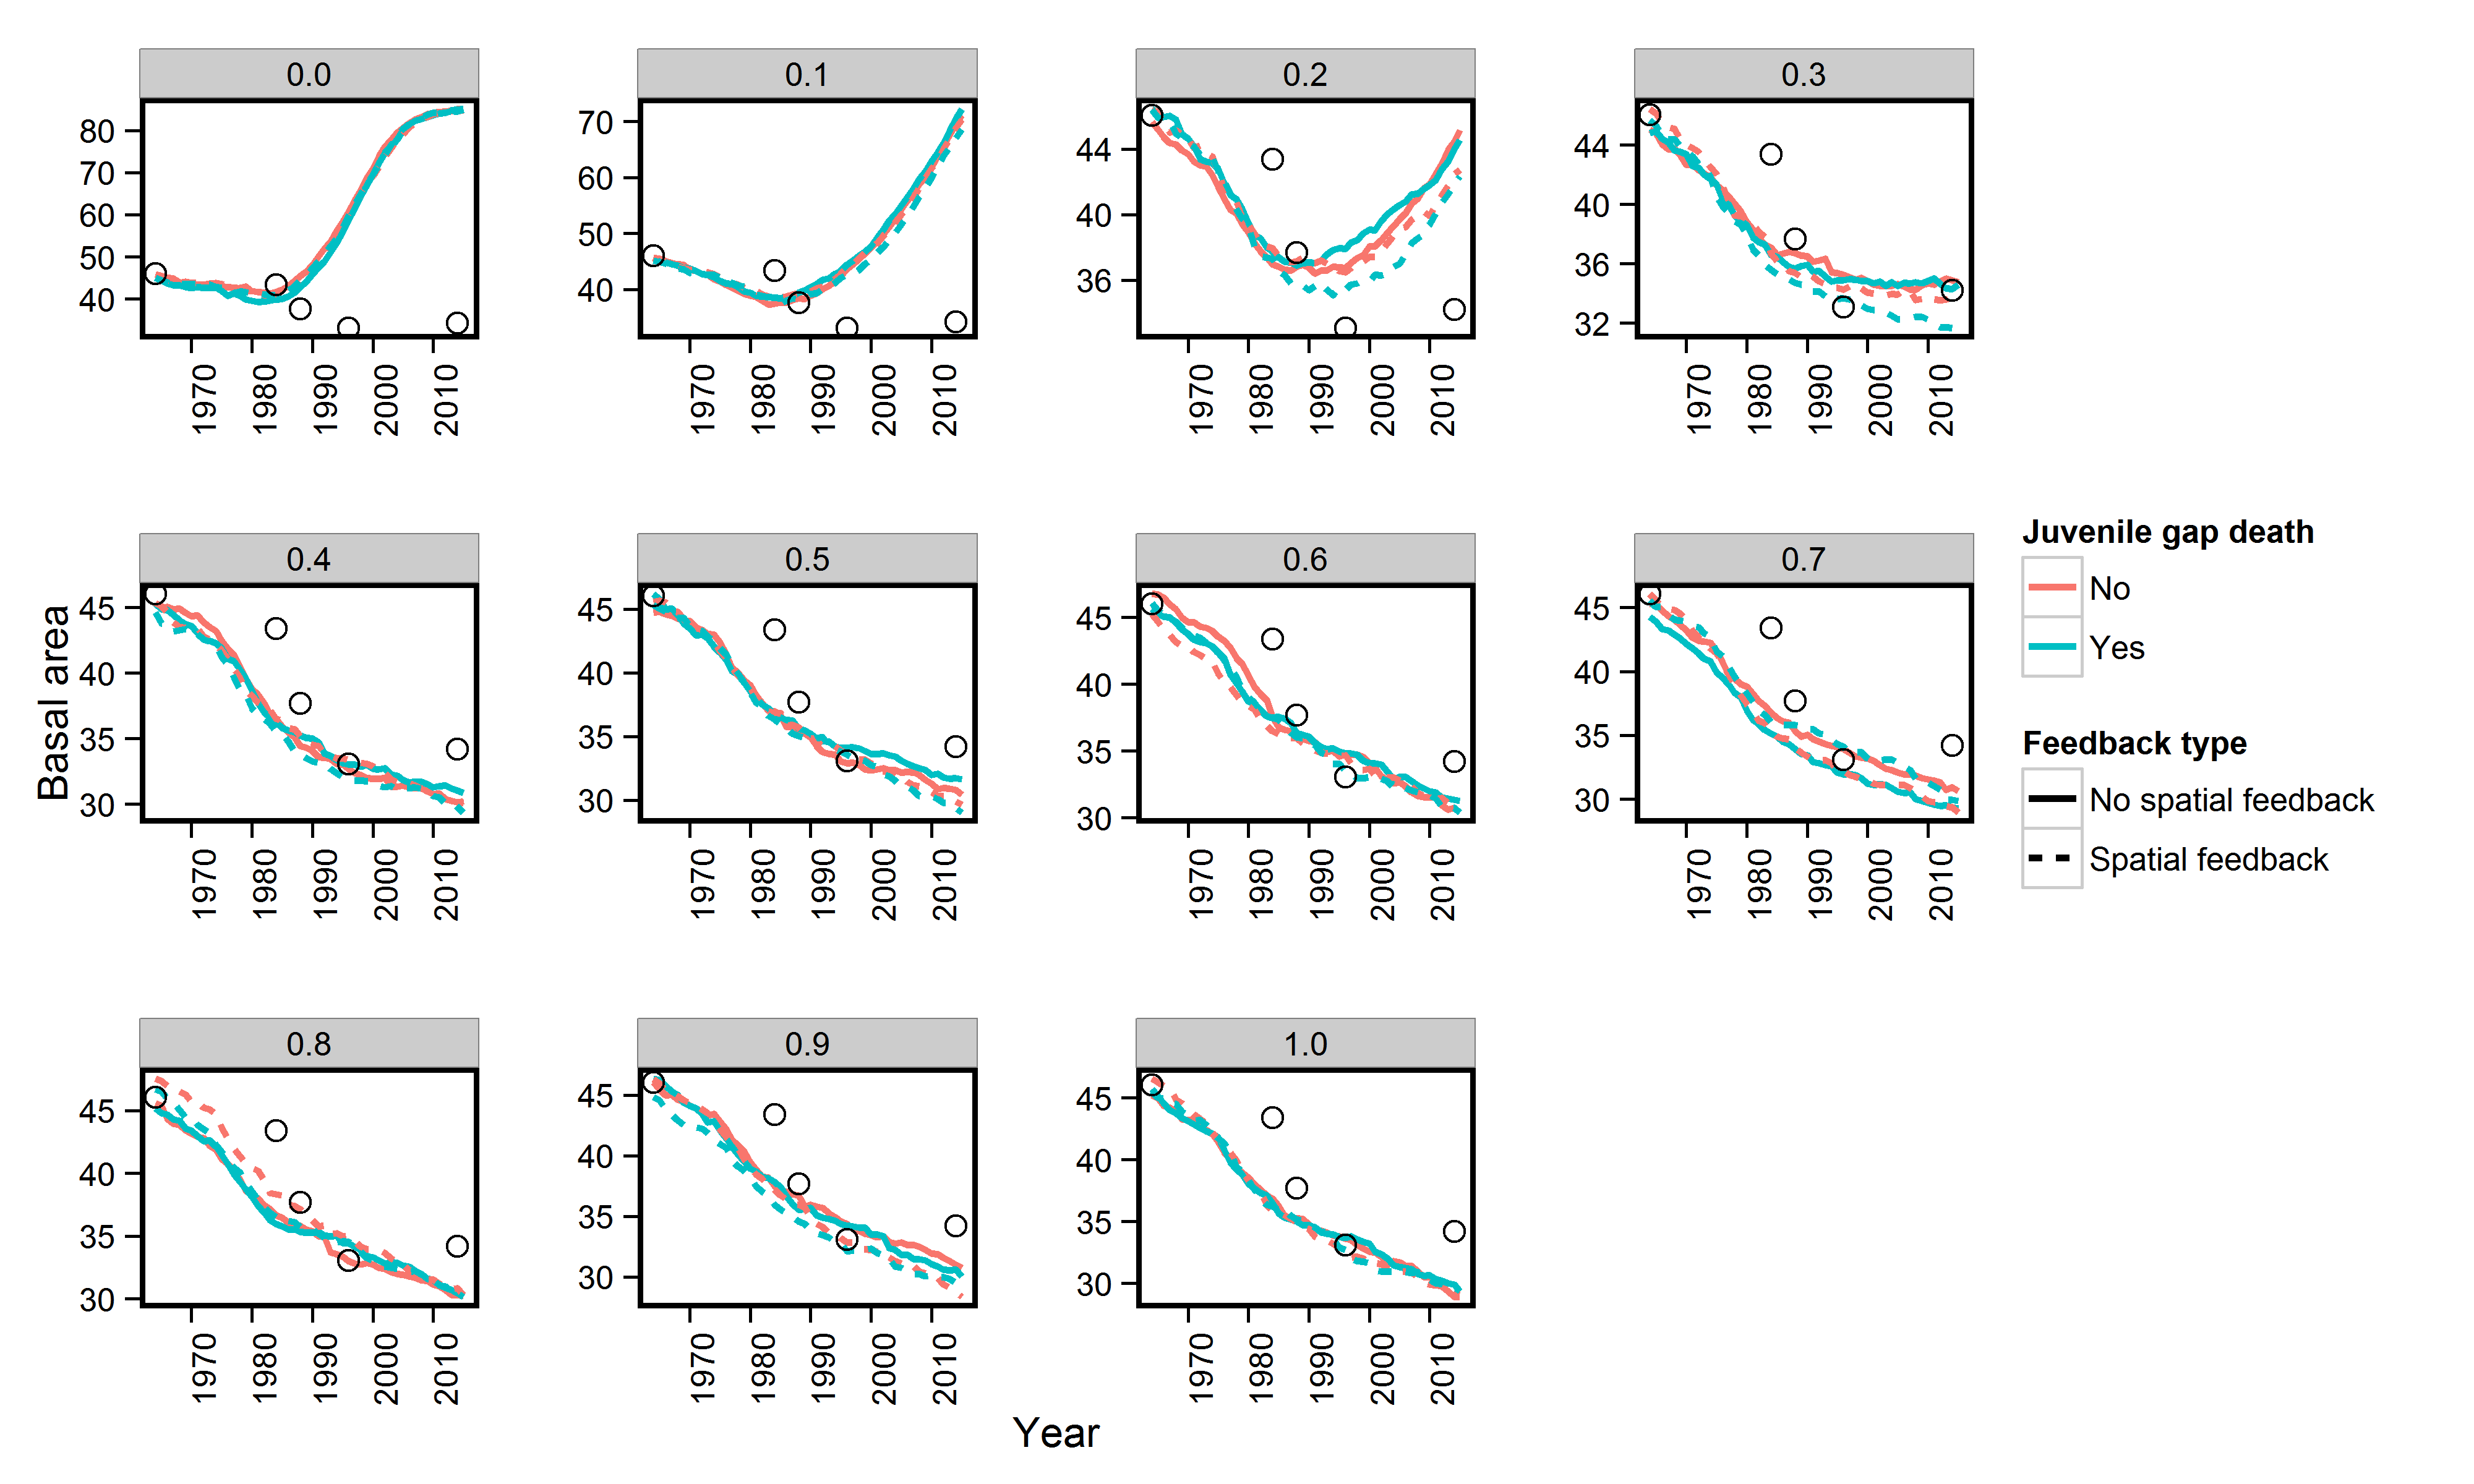 0.0 0.1 0.2 0.3
80 70 60 50 40
70 60 50 40
44 40 36
44 40 36 32
1970 1980 1990 2000 2010
1970 1980 1990 2000 2010
1970 1980 1990 2000 2010
1970 1980 1990 2000 2010
Basal area
0.4 0.5 0.6 0.7
45 40 35 30
45 40 35 30
45 40 35 30
45 40 35 30
1970 1980 1990 2000 2010
1970 1980 1990 2000 2010
1970 1980 1990 2000 2010
1970 1980 1990 2000 2010
Juvenile gap death
No
Yes
Feedback type
No spatial feedback
Spatial feedback
0.8 0.9 1.0
45 40 35 30
45 40 35 30
45 40 35 30
1970 1980 1990 2000 2010
1970 1980 1990 2000 2010
1970 1980 1990 2000 2010
Year